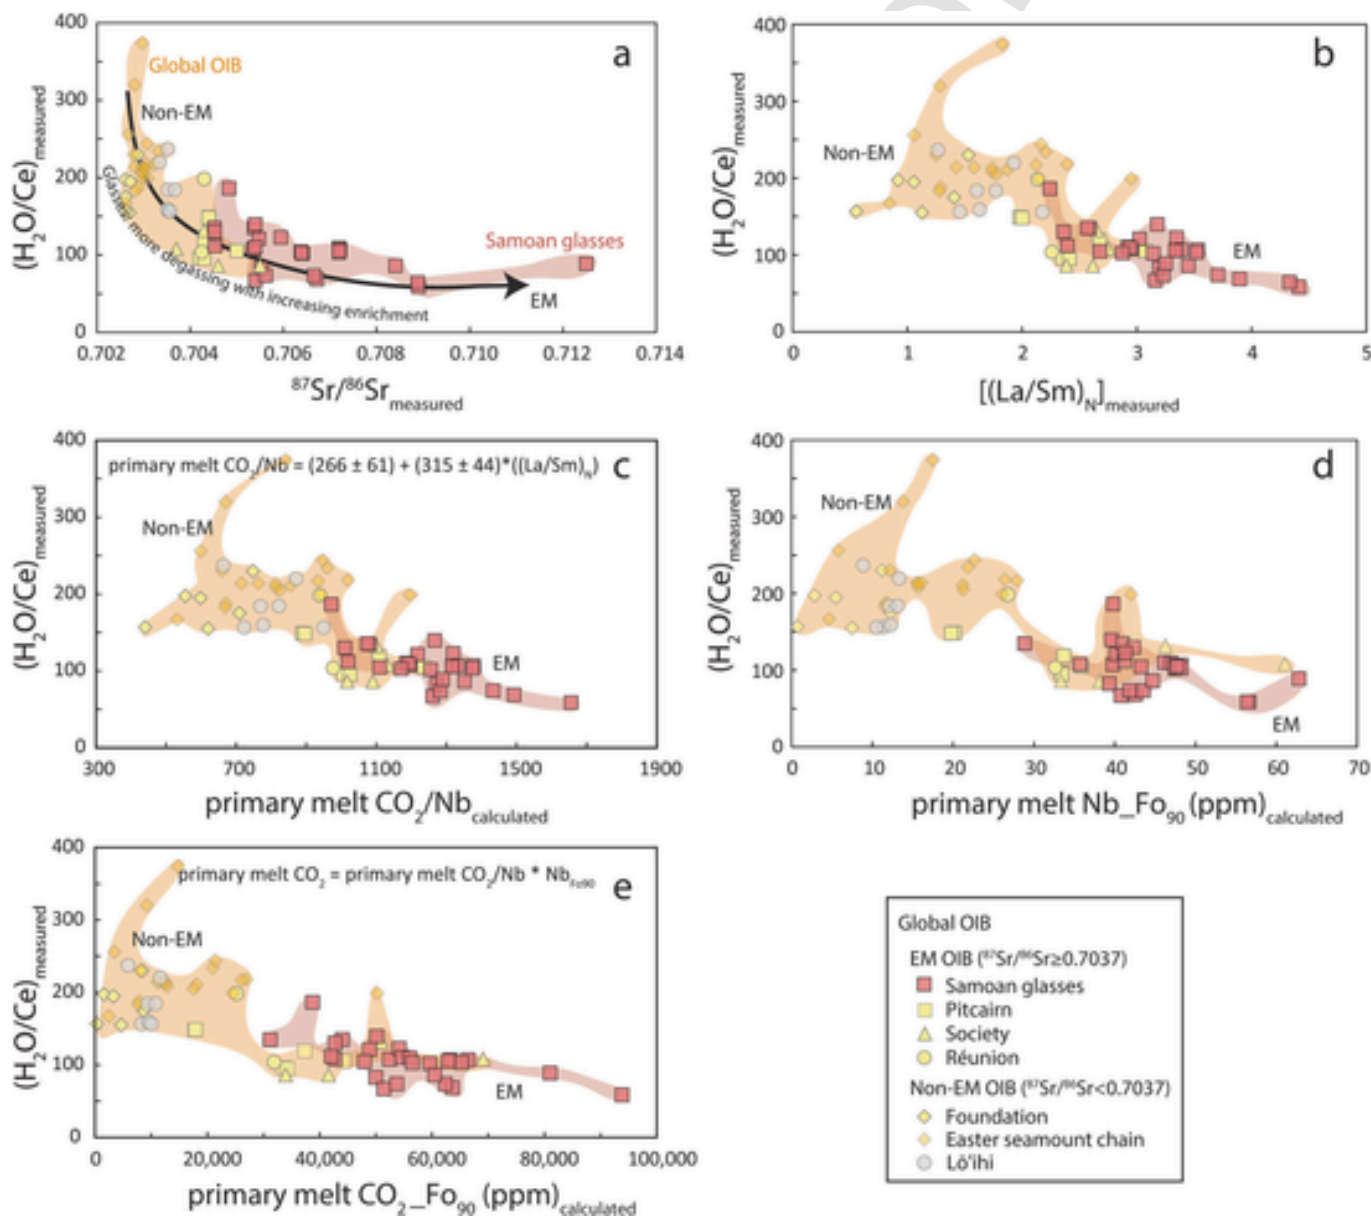 400
300
200
100
0
(H₂O/Ce)measured
Global OIB
a
Non-EM
Glasses: more degassing with increasing enrichment
Samoan glasses
EM
0.702 0.704 0.706 0.708 0.710 0.712 0.714
⁸⁷Sr/⁸⁶Sr measured
400
300
200
100
0
(H₂O/Ce)measured
b
Non-EM
EM
0 1 2 3 4 5
[(La/Sm)N]measured
400
300
200
100
0
(H₂O/Ce)measured
primary melt CO₂/Nb = (266 ± 61) + (315 ± 44)*((La/Sm)N)
c
Non-EM
EM
300 700 1100 1500 1900
primary melt CO₂/Nb calculated
400
300
200
100
0
(H₂O/Ce)measured
d
Non-EM
EM
0 10 20 30 40 50 60 70
primary melt Nb_Fo₉₀ (ppm)calculated
400
300
200
100
0
(H₂O/Ce)measured
primary melt CO₂ = primary melt CO₂/Nb * NbFo90
e
Non-EM
EM
0 20,000 40,000 60,000 80,000 100,000
primary melt CO₂_Fo₉₀ (ppm)calculated
Global OIB
EM OIB (⁸⁷Sr/⁸⁶Sr≥0.7037)
Samoan glasses
Pitcairn
Society
Réunion
Non-EM OIB (⁸⁷Sr/⁸⁶Sr<0.7037)
Foundation
Easter seamount chain
Lō'ihi